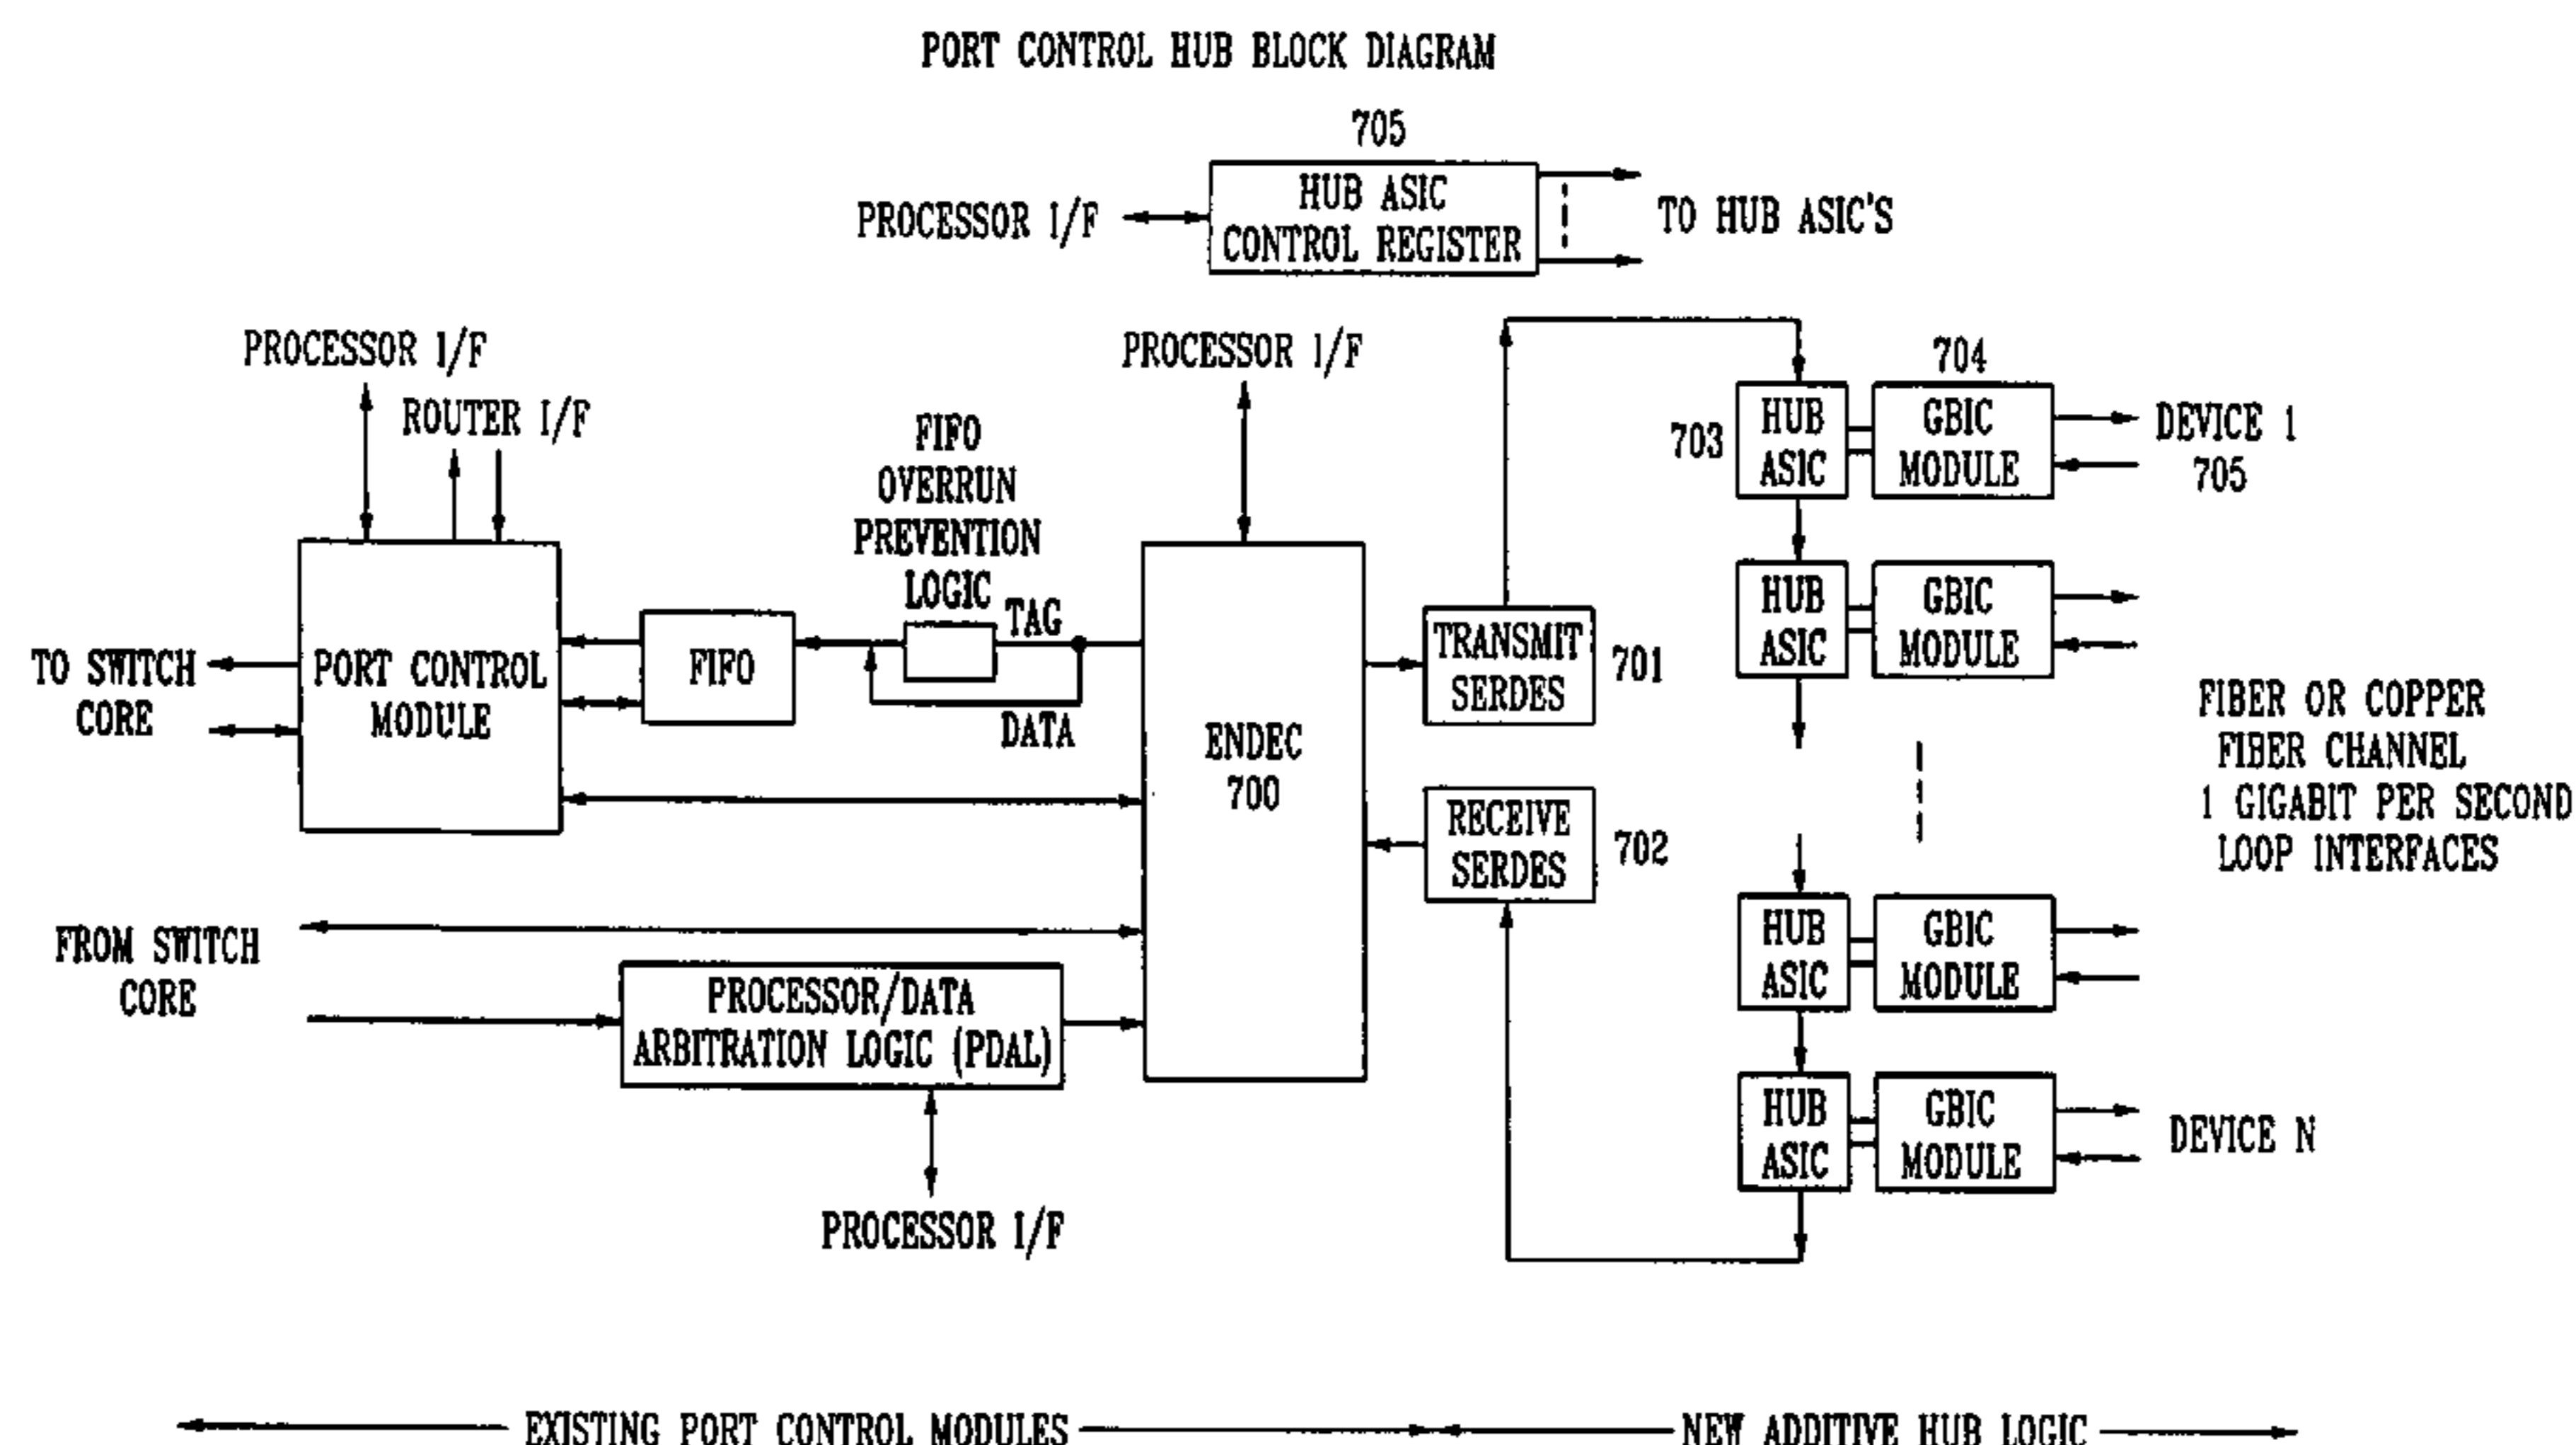 PORT CONTROL HUB BLOCK DIAGRAM
705
HUB ASIC
CONTROL REGISTER
PROCESSOR I/F
TO HUB ASIC'S
PROCESSOR I/F
ROUTER I/F
FIFO
OVERRUN
PREVENTION
LOGIC
TAG
DATA
PROCESSOR I/F
TO SWITCH
CORE
PORT CONTROL
MODULE
FIFO
ENDEC
700
TRANSMIT
SERDES
701
RECEIVE
SERDES
702
703
HUB
ASIC
704
GBIC
MODULE
DEVICE 1
705
HUB
ASIC
GBIC
MODULE
FIBER OR COPPER
FIBER CHANNEL
1 GIGABIT PER SECOND
LOOP INTERFACES
HUB
ASIC
GBIC
MODULE
HUB
ASIC
GBIC
MODULE
DEVICE N
FROM SWITCH
CORE
PROCESSOR/DATA
ARBITRATION LOGIC (PDAL)
PROCESSOR I/F
EXISTING PORT CONTROL MODULES
NEW ADDITIVE HUB LOGIC